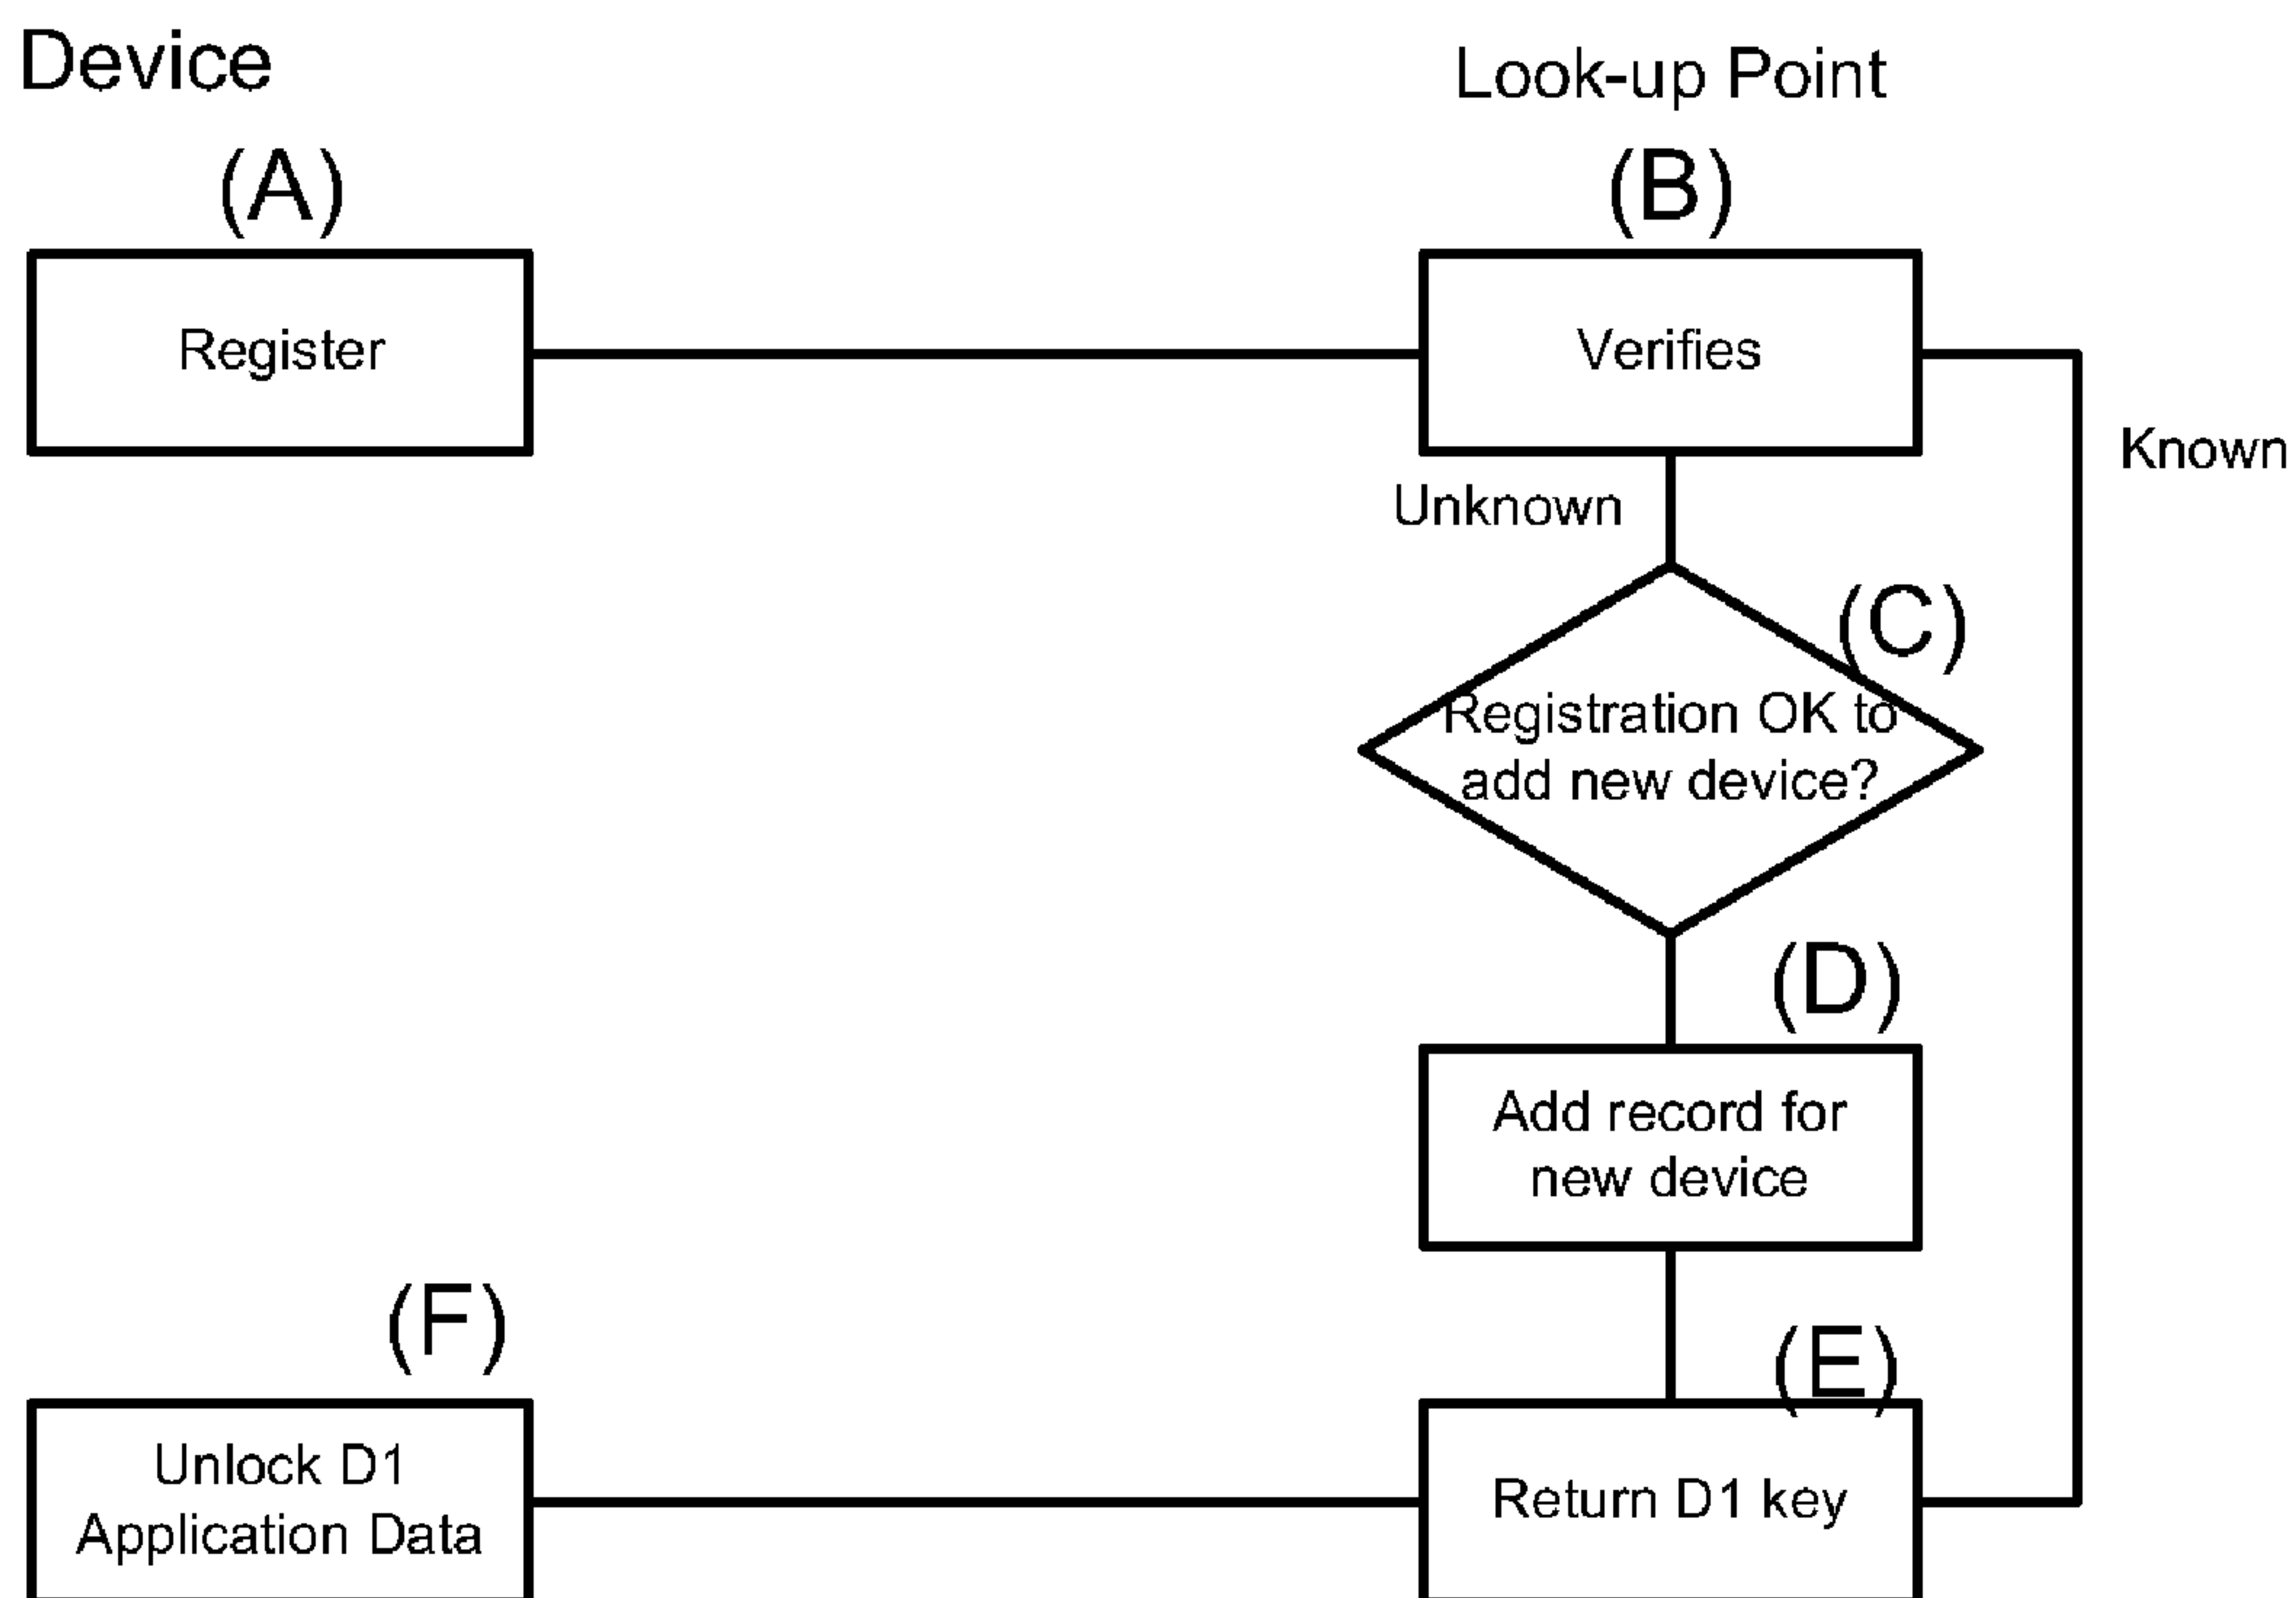 Device
Look-up Point
(A)
(B)
Register
Verifies
Known
Unknown
(C)
Registration OK to
add new device?
(D)
Add record for
new device
(F)
(E)
Unlock D1
Application Data
Return D1 key